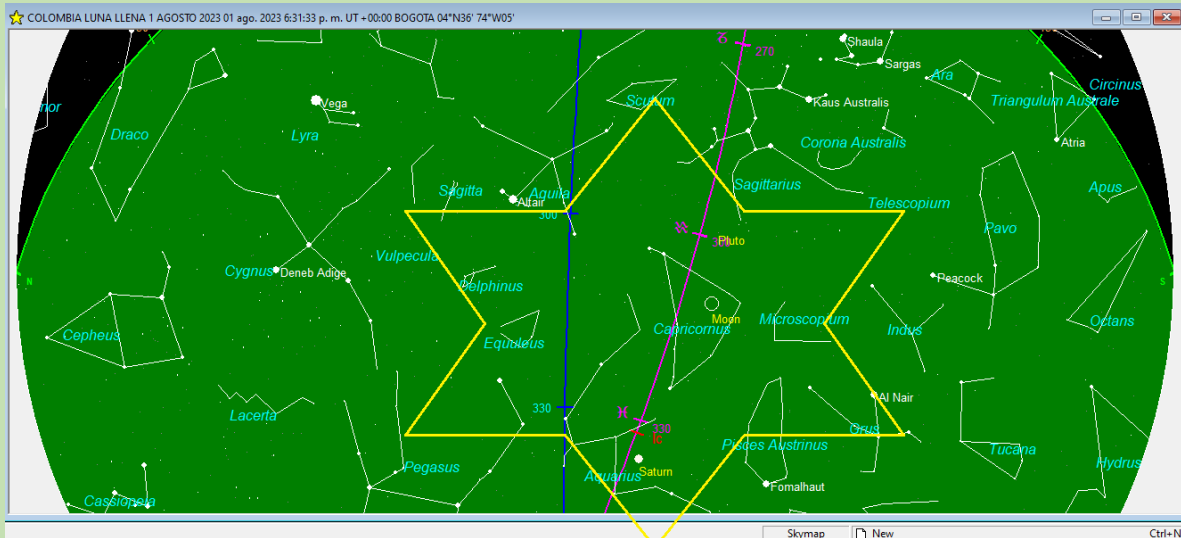 COLOMBIA LUNA LLENA 1 AGOSTO 2023 01 ago. 2023 6:31:33 p. m. UT +00:00 BOGOTA 04°N36' 74°W05'
Shaula
270
Sargas
Ara
Circinus
Vega
Scutum
Kaus Australis
Triangulum Australe
Draco
Lyra
Corona Australis
Atria
Sagitta
Aquila
Sagittarius
Apus
Altair
Telescopium
300
Pavo
Pluto
Vulpecula
N
Cygnus
Deneb Adige
Delphinus
Peacock
S
Moon
Microscopium
Capricornus
Indus
Octans
Cepheus
Equuleus
Al Nair
Lacerta
330
330
Ic
Grus
Pisces Austrinus
Tucana
Pegasus
Saturn
Aquarius
Hydrus
Fomalhaut
Cassiopeia
Skymap
New
Ctrl+N